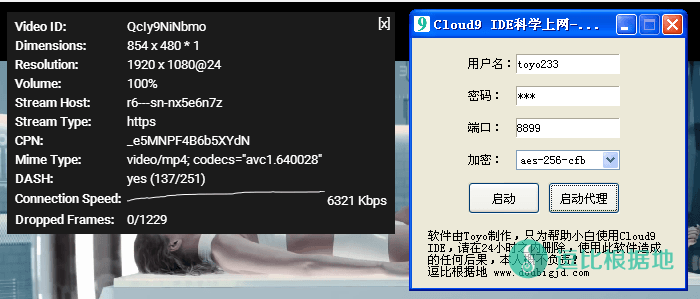 Video ID: QcIy9NiNbmo [x]
Dimensions: 854 x 480 * 1
Resolution: 1920 x 1080@24
Volume: 100%
Stream Host: r6---sn-nx5e6n7z
Stream Type: https
CPN: _e5MNPF4B6b5XYdN
Mime Type: video/mp4; codecs="avc1.640028"
DASH: yes (137/251)
Connection Speed: 6321 Kbps
Dropped Frames: 0/1229
9 Cloud9 IDE科学上网-...
用户名：toyo233
密码：***
端口：8899
加密：aes-256-cfb
启动 启动代理
软件由Toyo制作，只为帮助小白使用Cloud9
IDE，请在24小时内删除，使用此软件造成
的任何后果，本人概不负责！
逗比根据地 www.doubigjd.com
逗比根据地